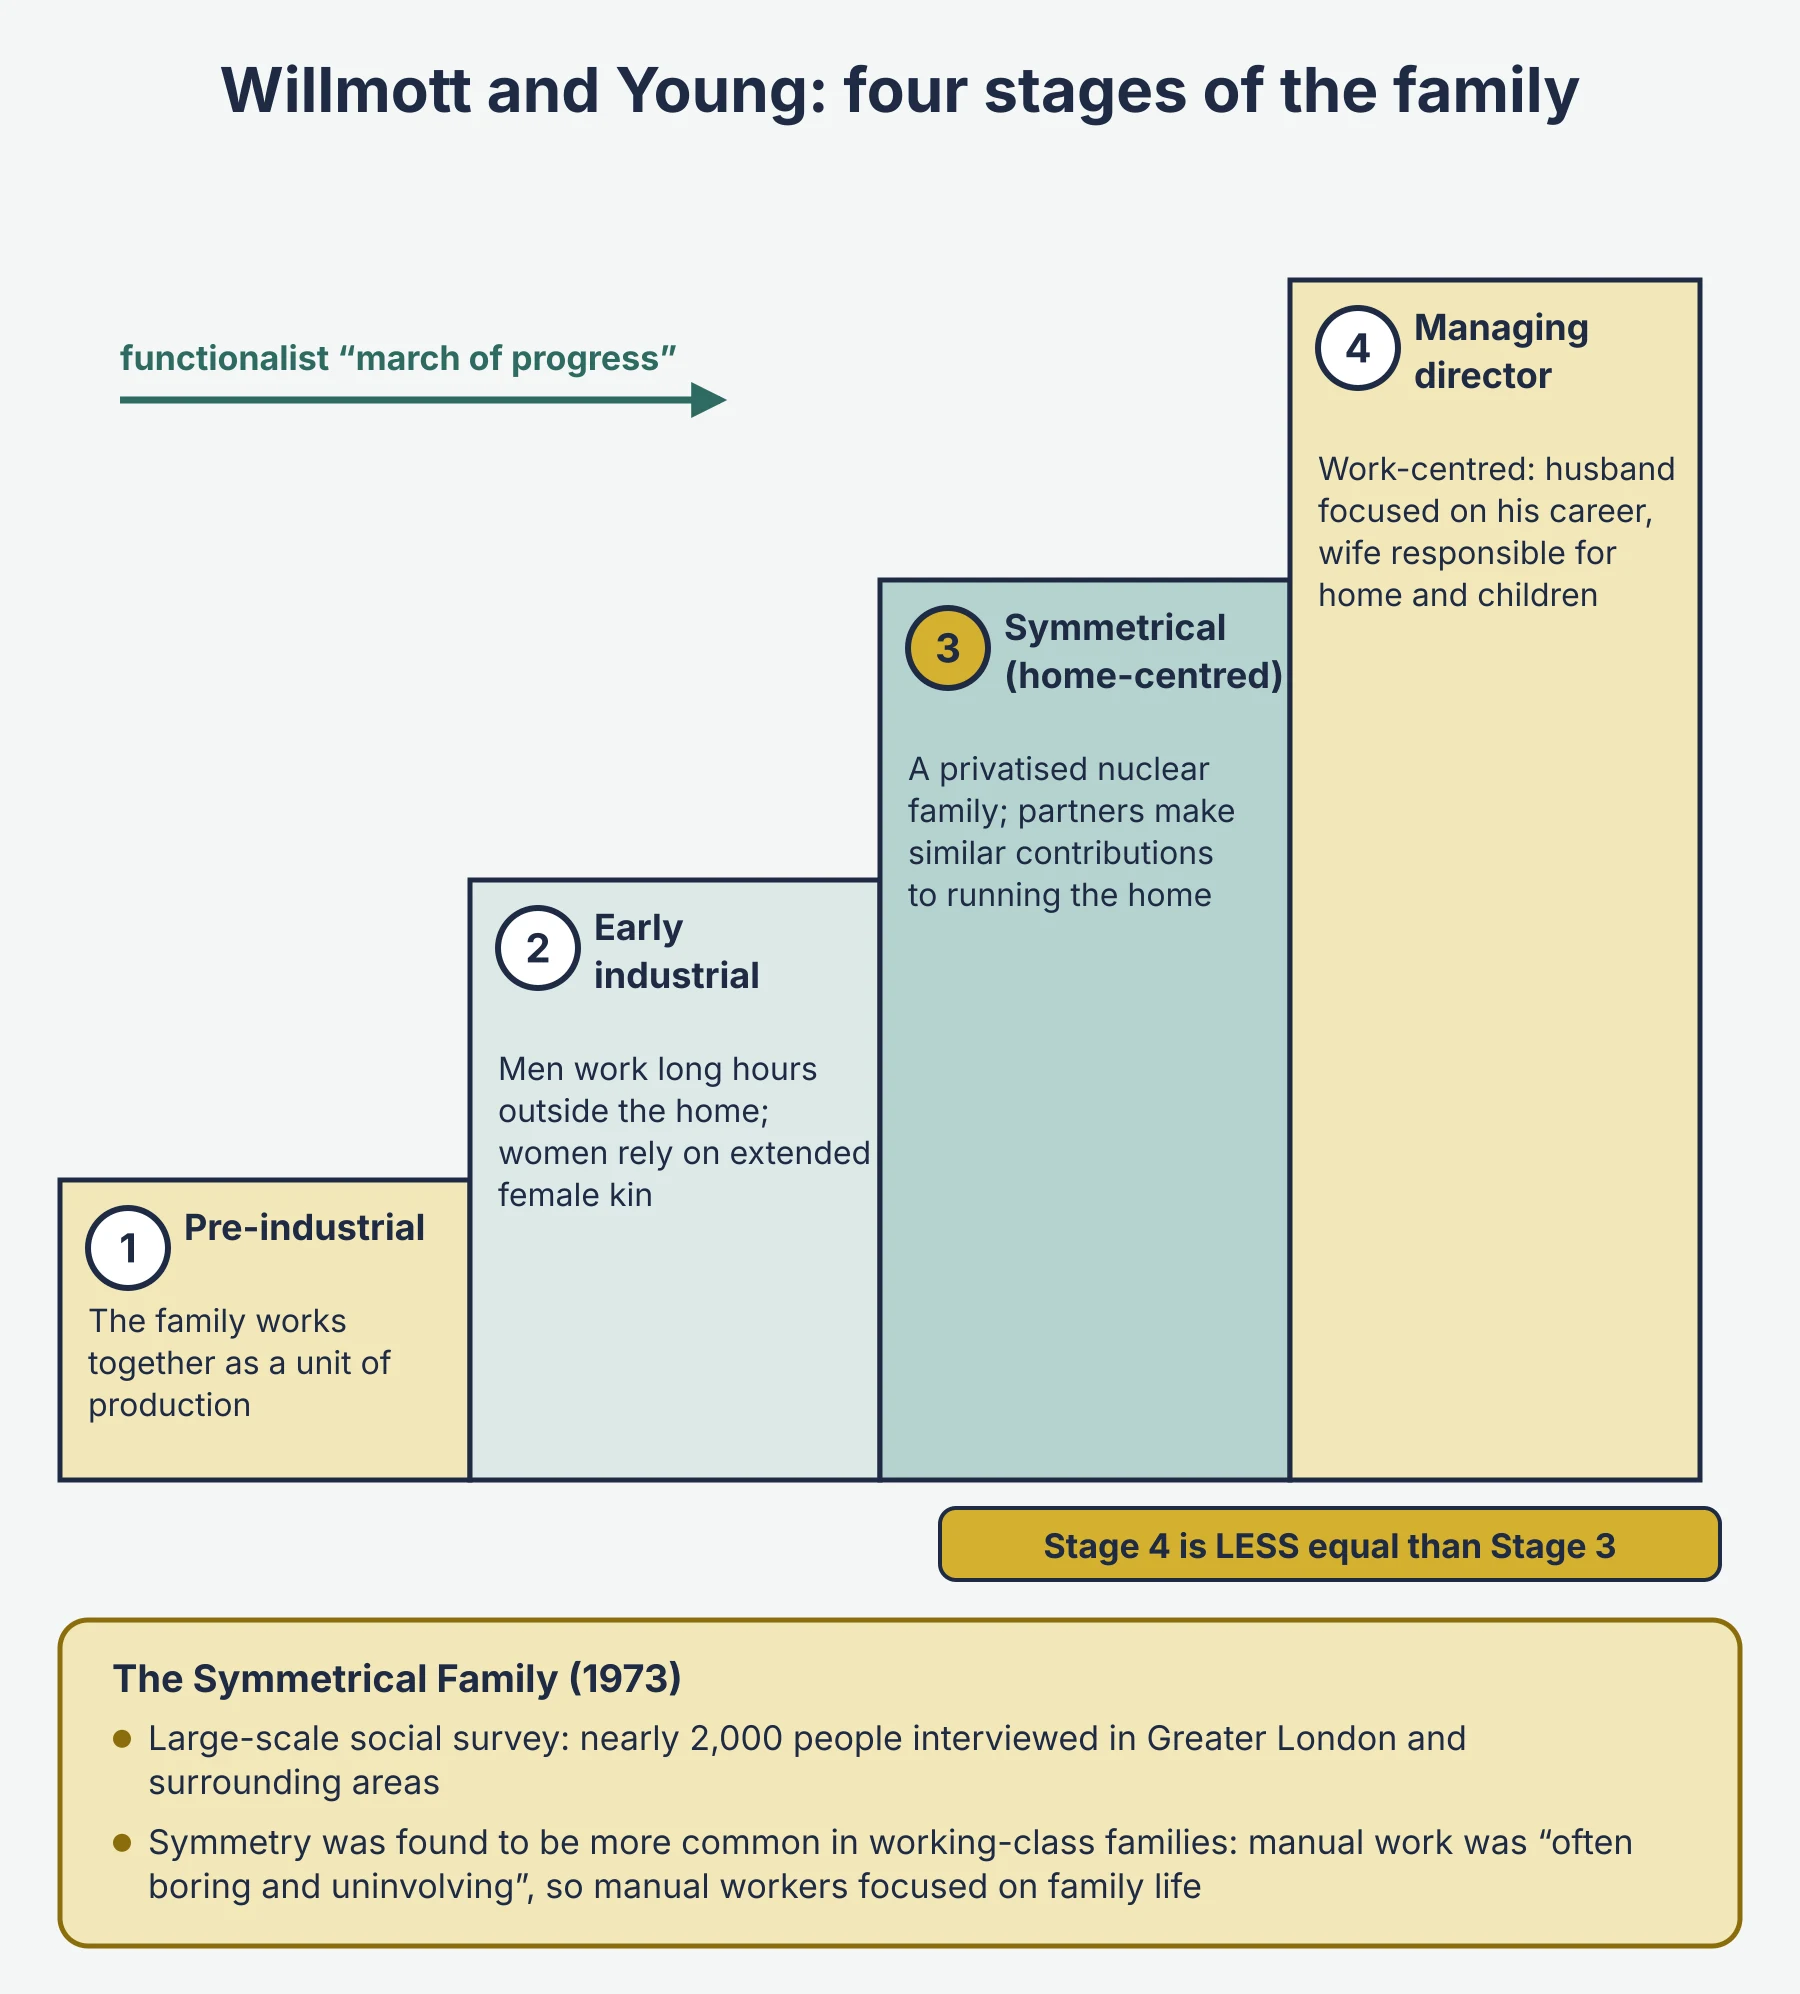 Willmott and Young: four stages of the family
functionalist “march of progress”
4
Managing
director
Work-centred: husband
focused on his career,
wife responsible for
home and children
3
Symmetrical
(home-centred)
A privatised nuclear
family; partners make
similar contributions
to running the home
2
Early
industrial
Men work long hours
outside the home;
women rely on extended
female kin
1
Pre-industrial
The family works
together as a unit of
production
Stage 4 is LESS equal than Stage 3
The Symmetrical Family (1973)
Large-scale social survey: nearly 2,000 people interviewed in Greater London and
surrounding areas
Symmetry was found to be more common in working-class families: manual work was “often
boring and uninvolving”, so manual workers focused on family life